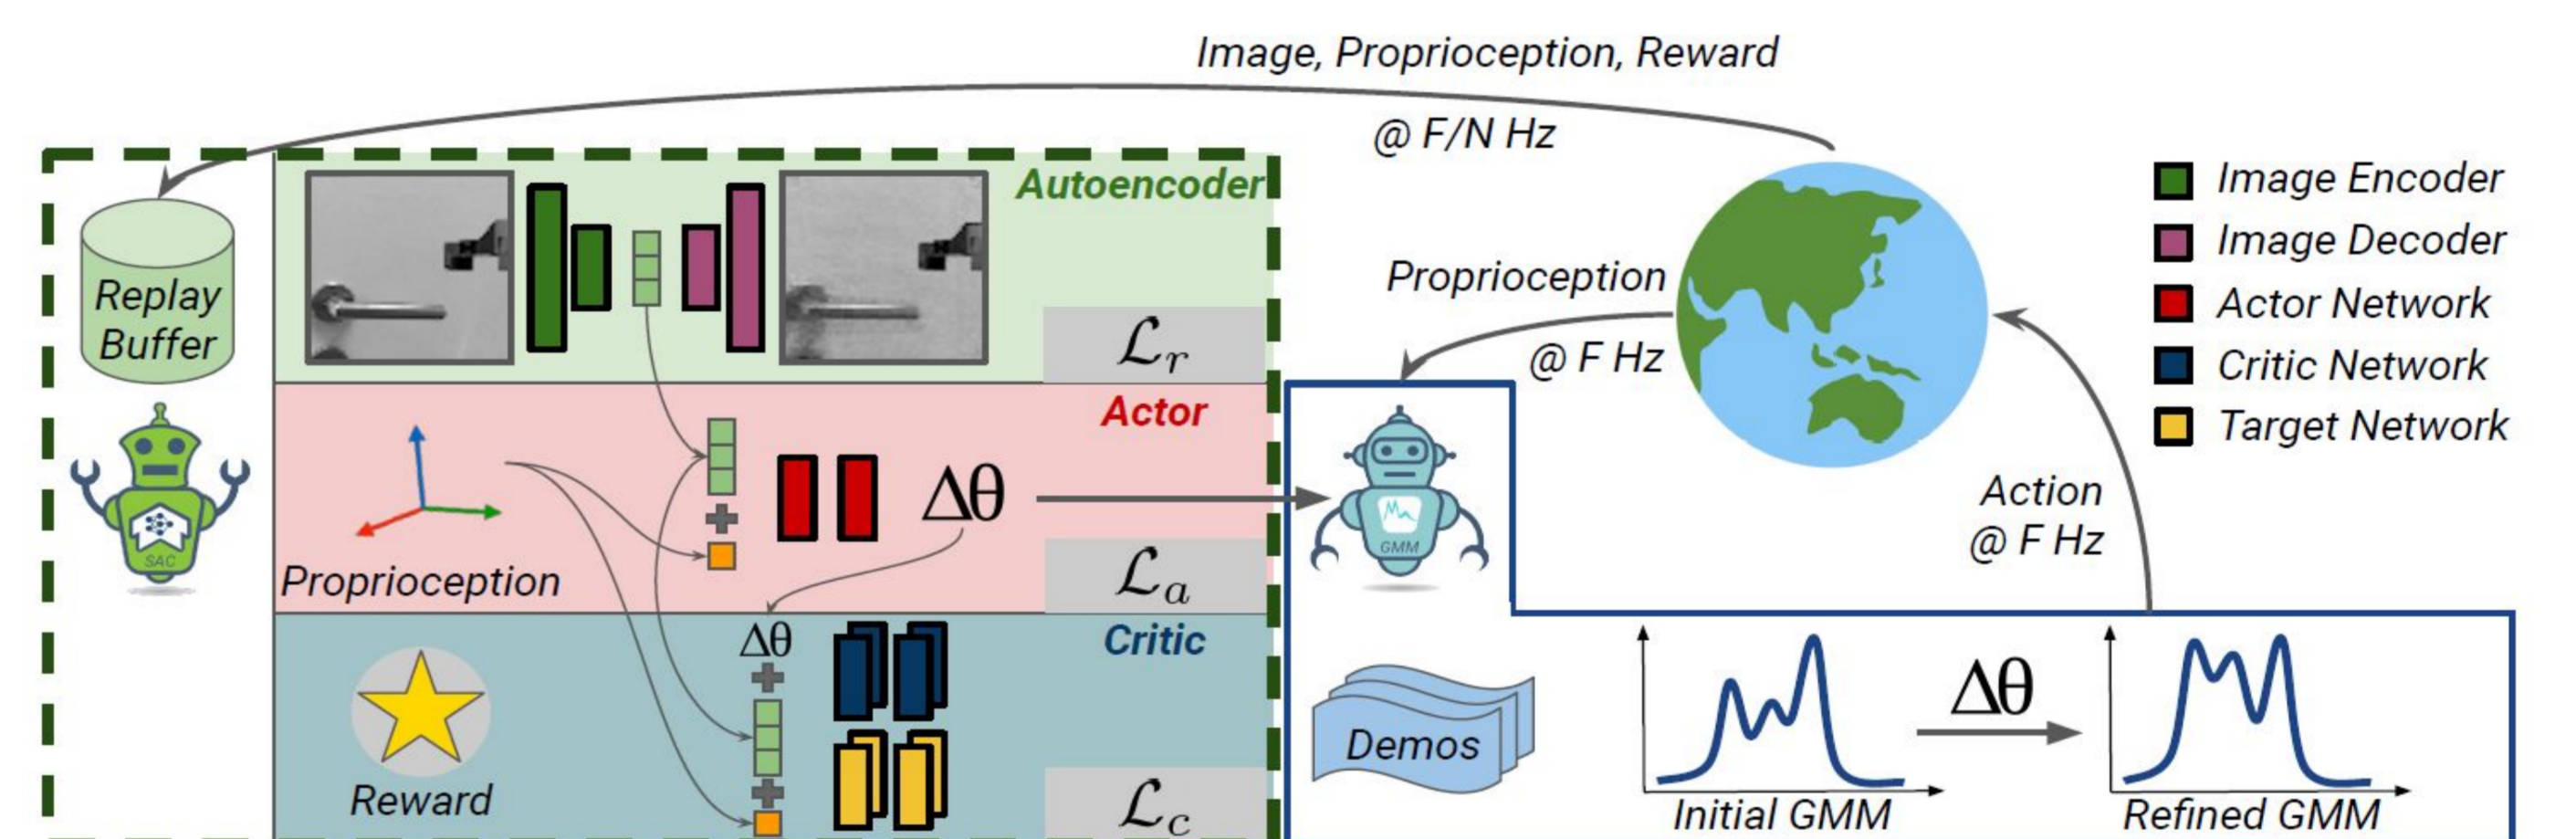 Image, Proprioception, Reward
@ F/N Hz
Replay
Buffer
SAC
Autoencoder
ℒr
Actor
Proprioception
Δθ
ℒa
Critic
Δθ
Reward
ℒc
Proprioception
@ F Hz
GMM
Demos
Action
@ F Hz
Initial GMM
Δθ
Refined GMM
Image Encoder
Image Decoder
Actor Network
Critic Network
Target Network